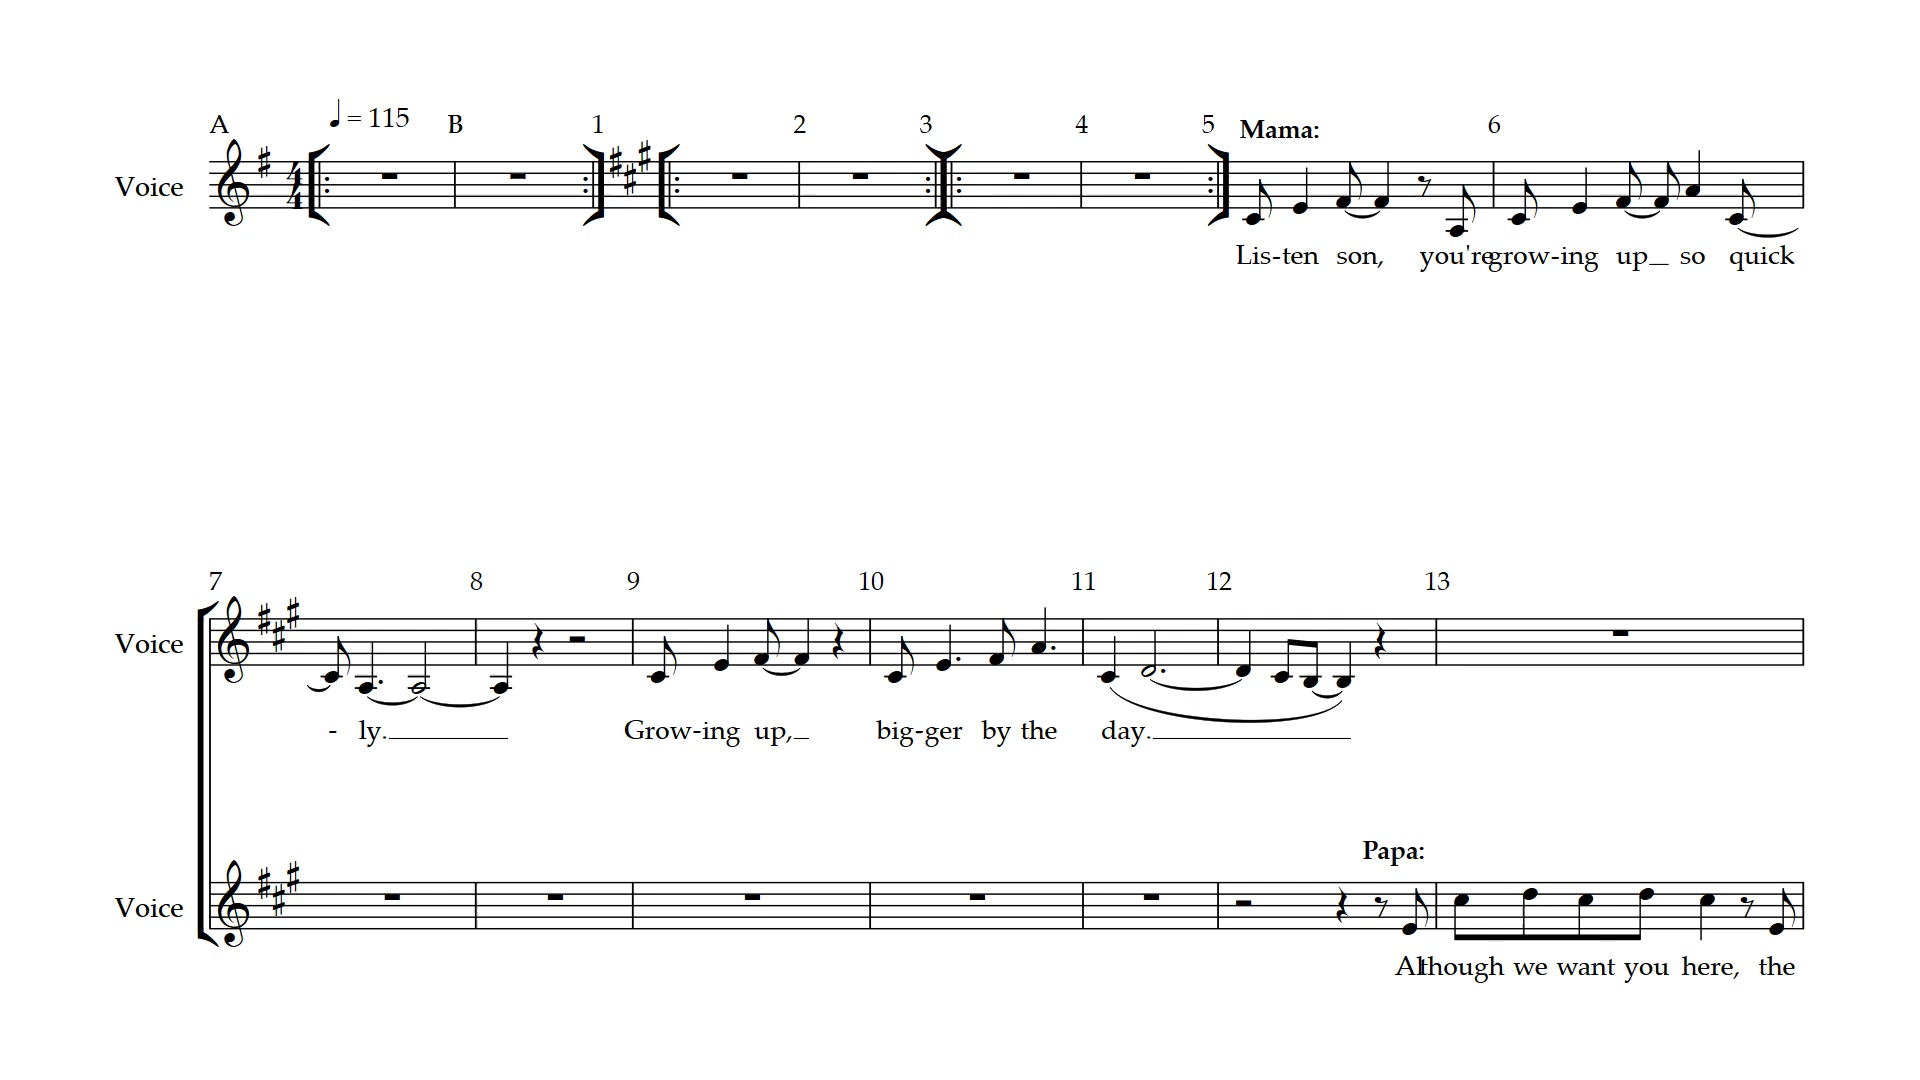 A ♩ = 115 B 1 2 3 4 5 Mama: 6
Voice
Lis-ten son, you're grow-ing up_ so quick
7 8 9 10 11 12 13
Voice
- ly. Grow-ing up,_ big-ger by the day.
Papa:
Voice
Although we want you here, the